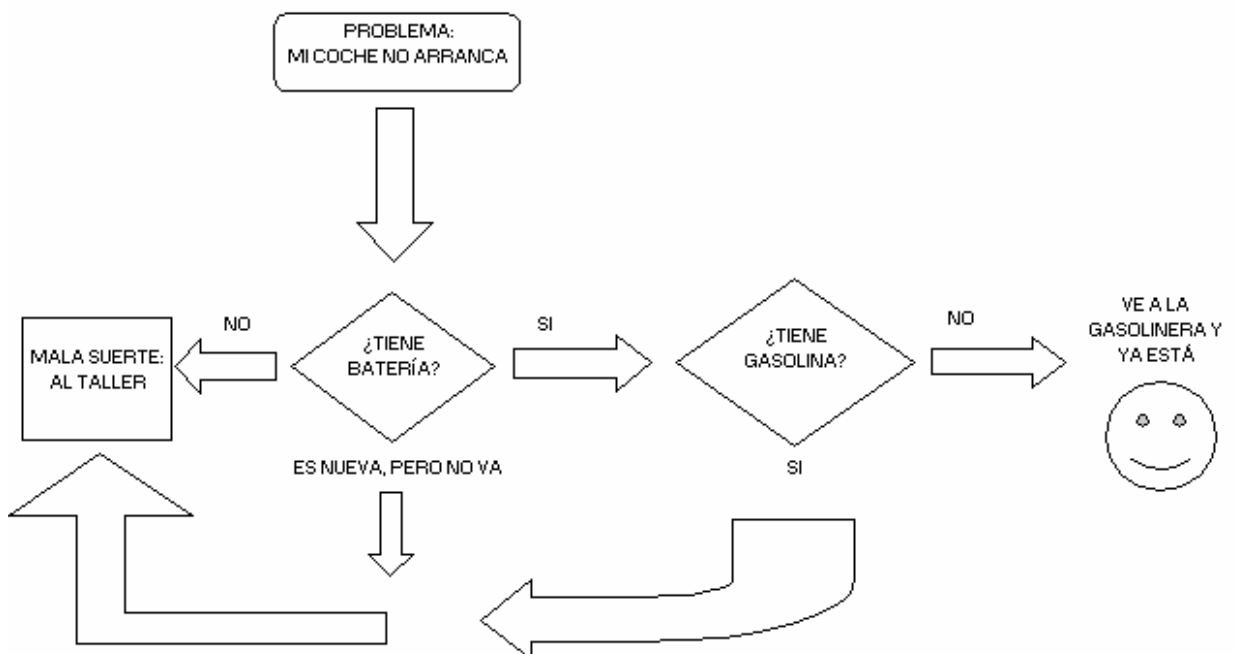 PROBLEMA:
MI COCHE NO ARRANCA
NO
¿TIENE
BATERÍA?
SI
¿TIENE
GASOLINA?
NO
VE A LA
GASOLINERA Y
YA ESTÁ
MALA SUERTE:
AL TALLER
ES NUEVA, PERO NO VA
SI